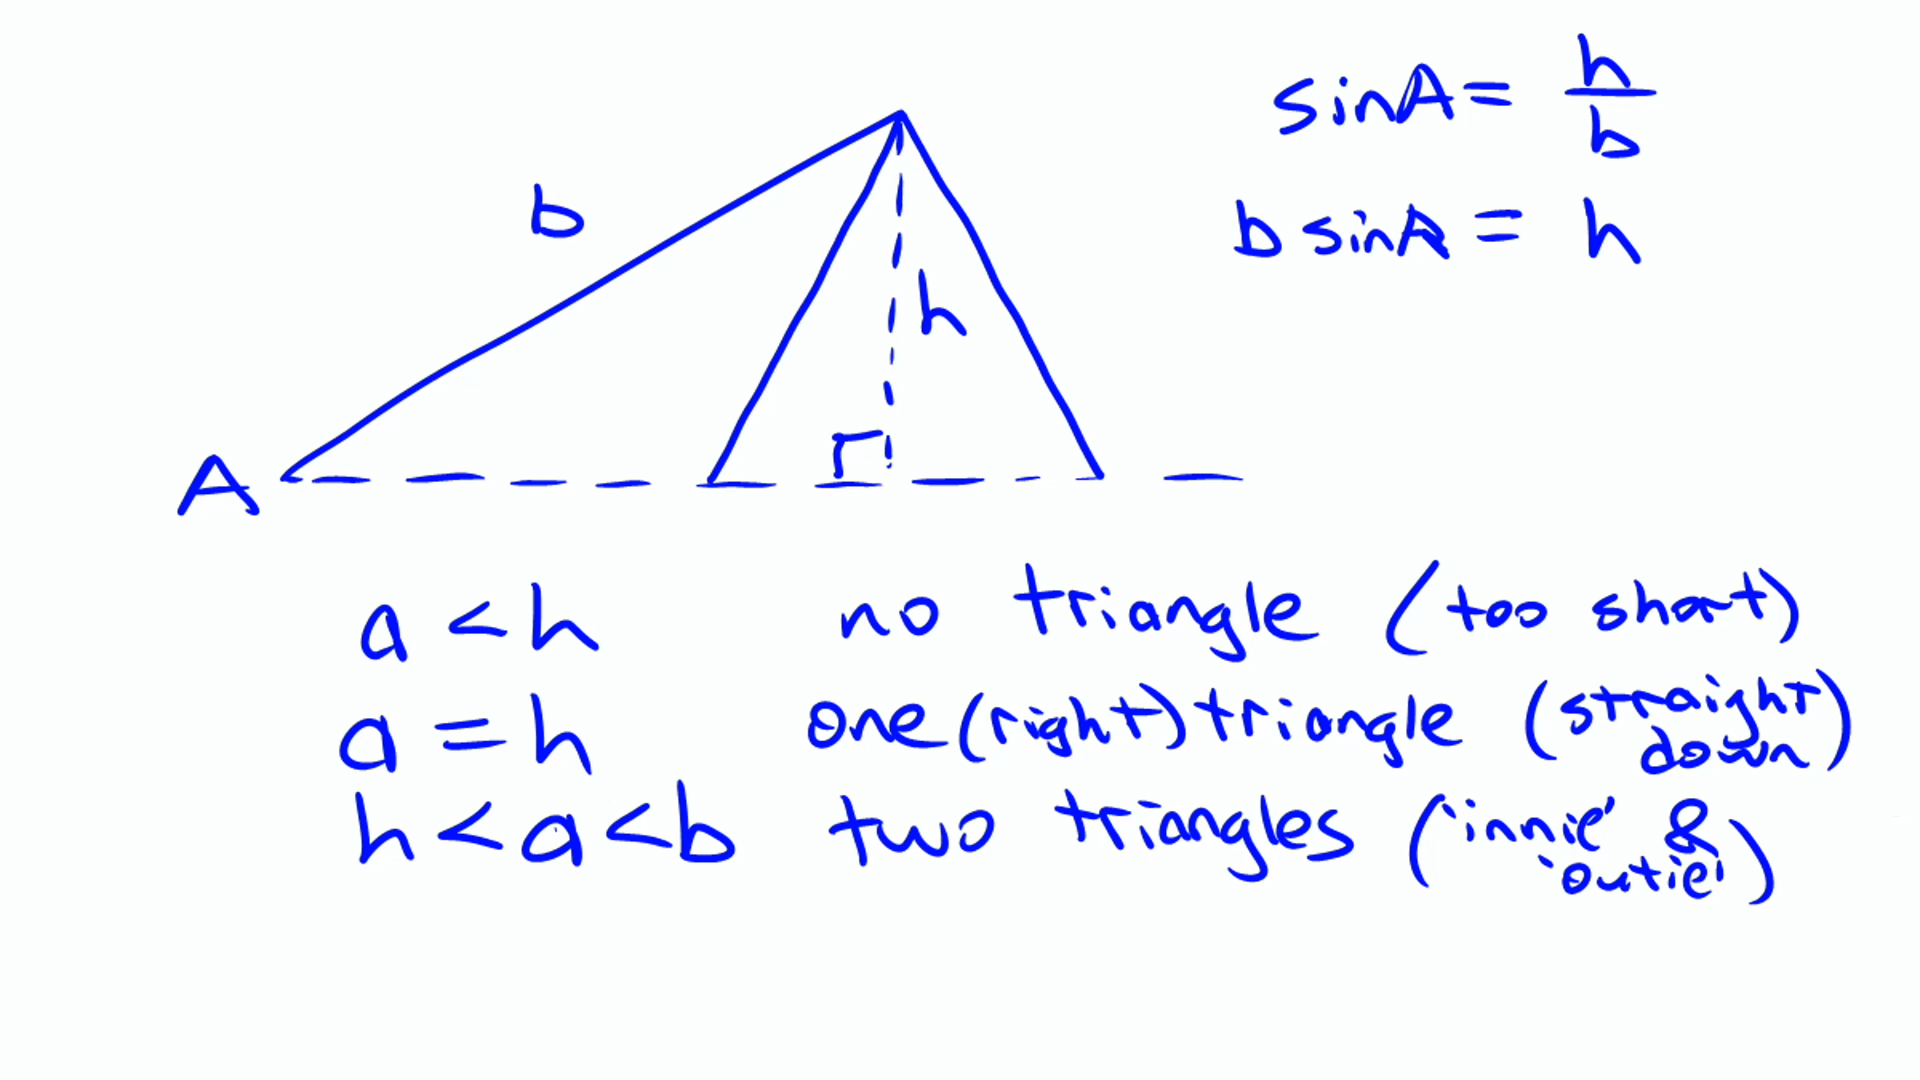 sinA = h/b
b
b sinA = h
h
A
a < h no triangle (too short)
a = h one (right) triangle (straight down)
h < a < b two triangles ('innie' & 'outie')